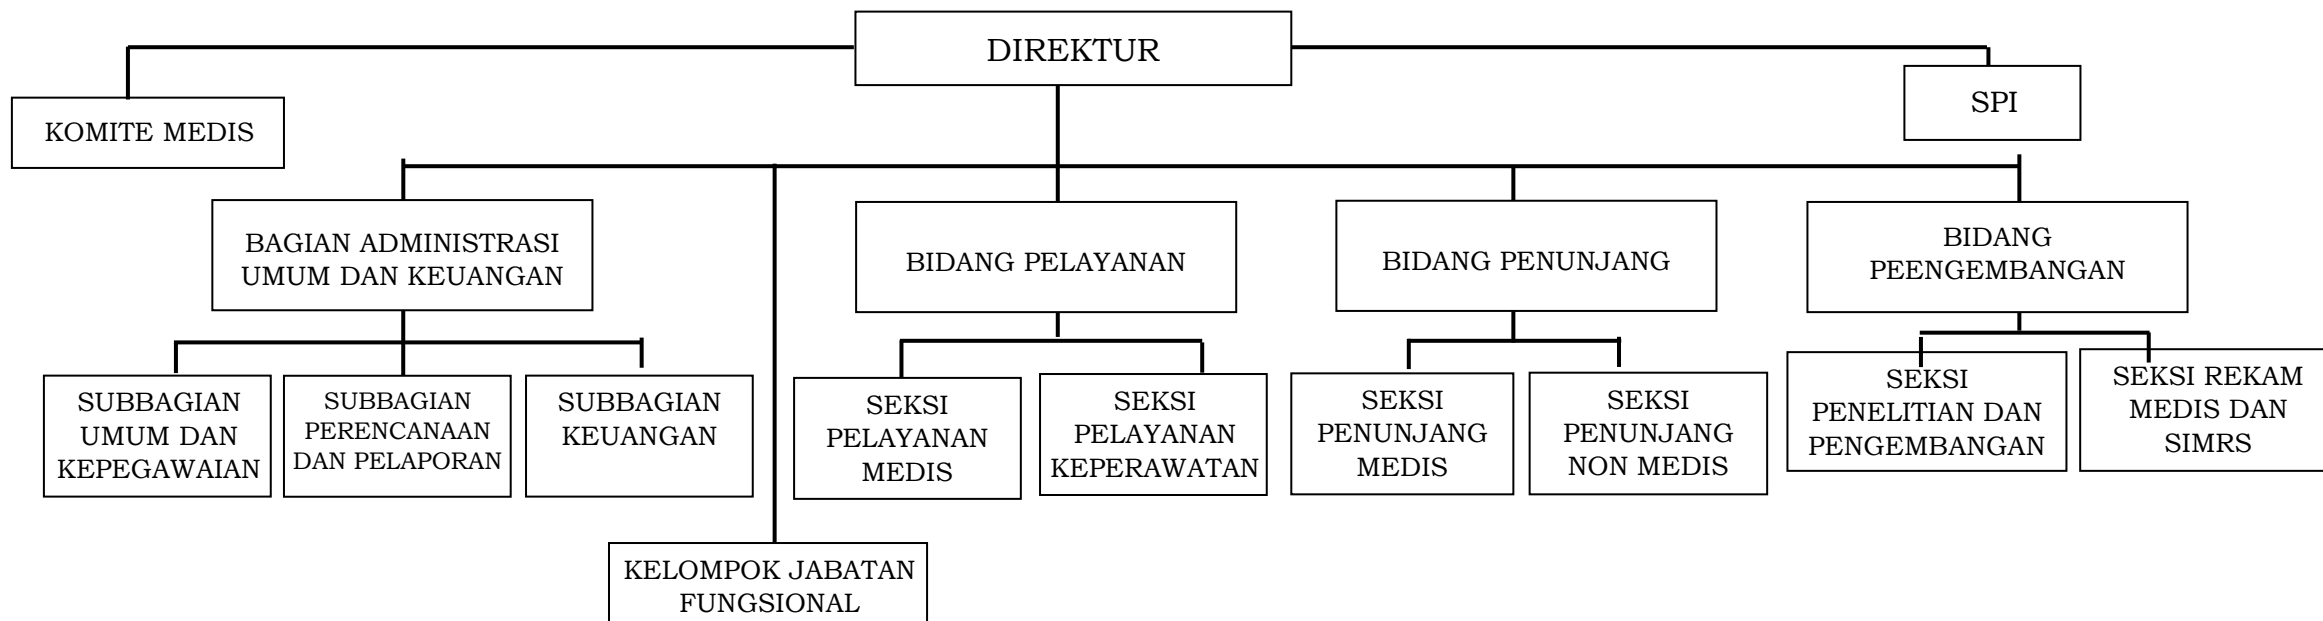 DIREKTUR
KOMITE MEDIS
SPI
BAGIAN ADMINISTRASI
UMUM DAN KEUANGAN
BIDANG PELAYANAN
BIDANG PENUNJANG
BIDANG
PEENGEMBANGAN
SUBBAGIAN
UMUM DAN
KEPEGAWAIAN
SUBBAGIAN
PERENCANAAN
DAN PELAPORAN
SUBBAGIAN
KEUANGAN
SEKSI
PELAYANAN
MEDIS
SEKSI
PELAYANAN
KEPERAWATAN
SEKSI
PENUNJANG
MEDIS
SEKSI
PENUNJANG
NON MEDIS
SEKSI
PENELITIAN DAN
PENGEMBANGAN
SEKSI REKAM
MEDIS DAN
SIMRS
KELOMPOK JABATAN
FUNGSIONAL